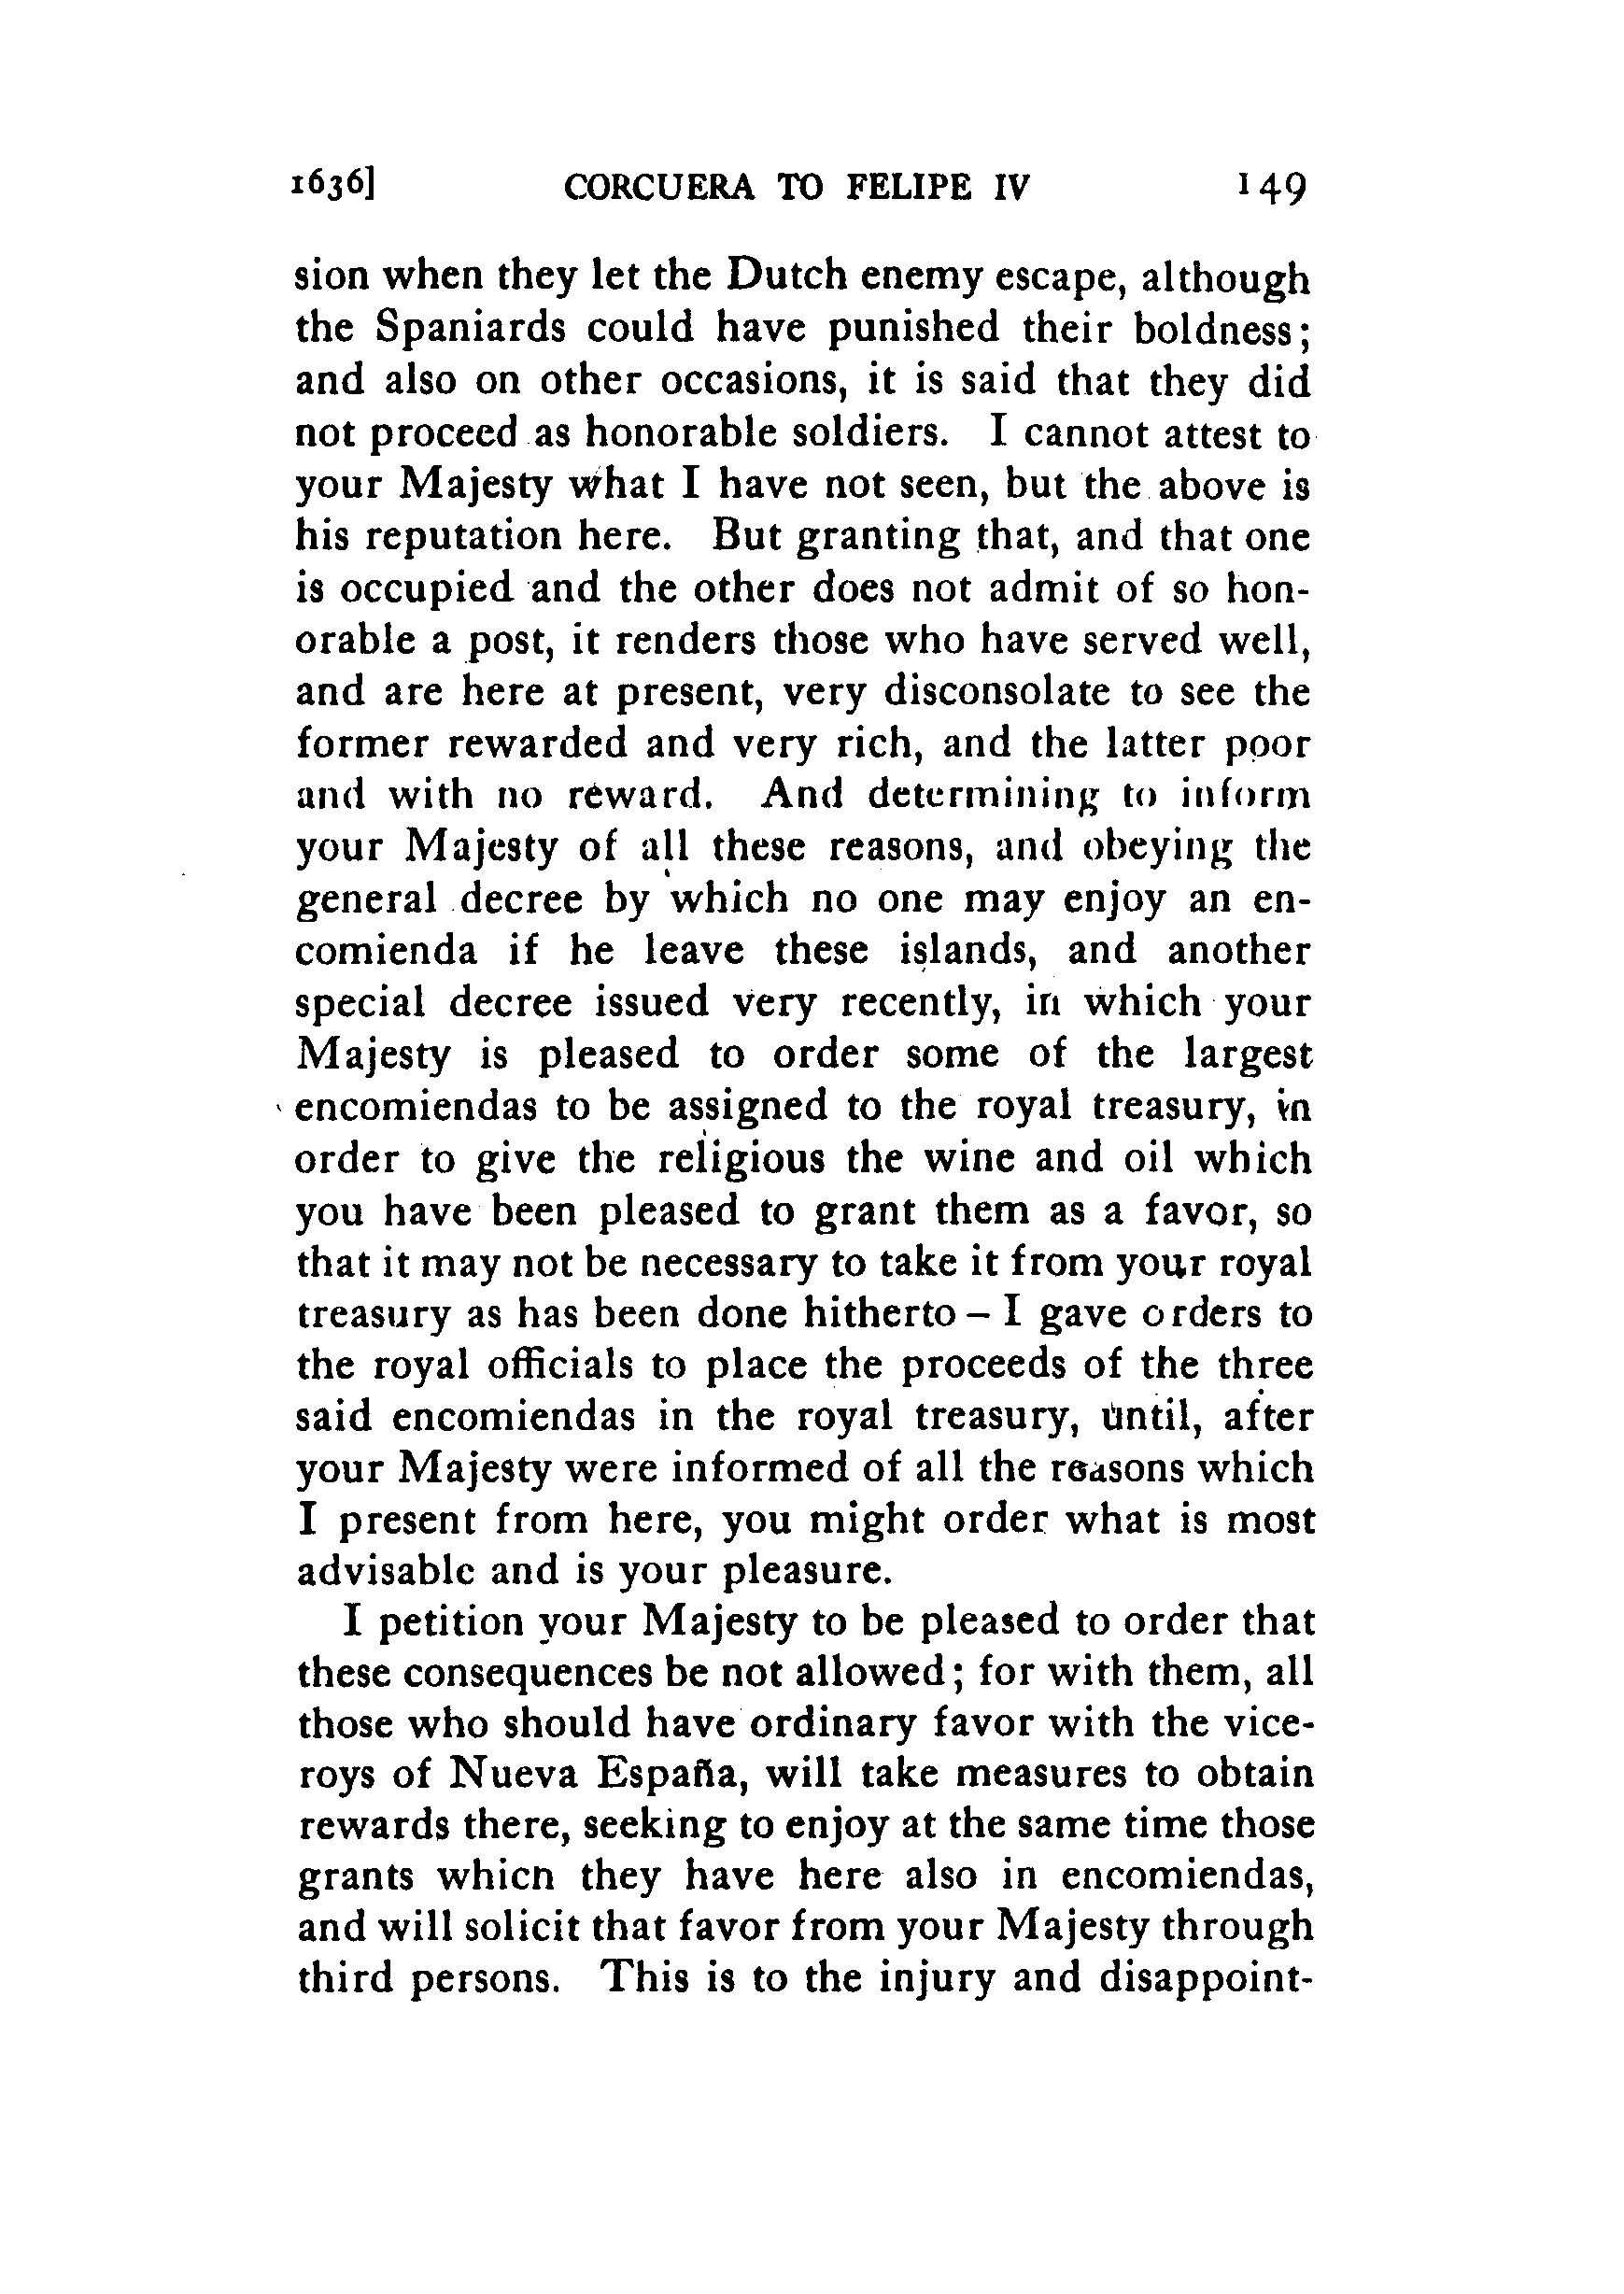 1636] CORCUERA TO FELIPE IV 149
sion when they let the Dutch enemy escape, although
the Spaniards could have punished their boldness;
and also on other occasions, it is said that they did
not proceed as honorable soldiers. I cannot attest to
your Majesty what I have not seen, but the above is
his reputation here. But granting that, and that one
is occupied and the other does not admit of so hon-
orable a post, it renders those who have served well,
and are here at present, very disconsolate to see the
former rewarded and very rich, and the latter poor
and with no reward. And determining to inform
your Majesty of all these reasons, and obeying the
general decree by which no one may enjoy an en-
comienda if he leave these islands, and another
special decree issued very recently, in which your
Majesty is pleased to order some of the largest
encomiendas to be assigned to the royal treasury, in
order to give the religious the wine and oil which
you have been pleased to grant them as a favor, so
that it may not be necessary to take it from your royal
treasury as has been done hitherto – I gave orders to
the royal officials to place the proceeds of the three
said encomiendas in the royal treasury, until, after
your Majesty were informed of all the reasons which
I present from here, you might order what is most
advisable and is your pleasure.
I petition your Majesty to be pleased to order that
these consequences be not allowed; for with them, all
those who should have ordinary favor with the vice-
roys of Nueva España, will take measures to obtain
rewards there, seeking to enjoy at the same time those
grants which they have here also in encomiendas,
and will solicit that favor from your Majesty through
third persons. This is to the injury and disappoint-